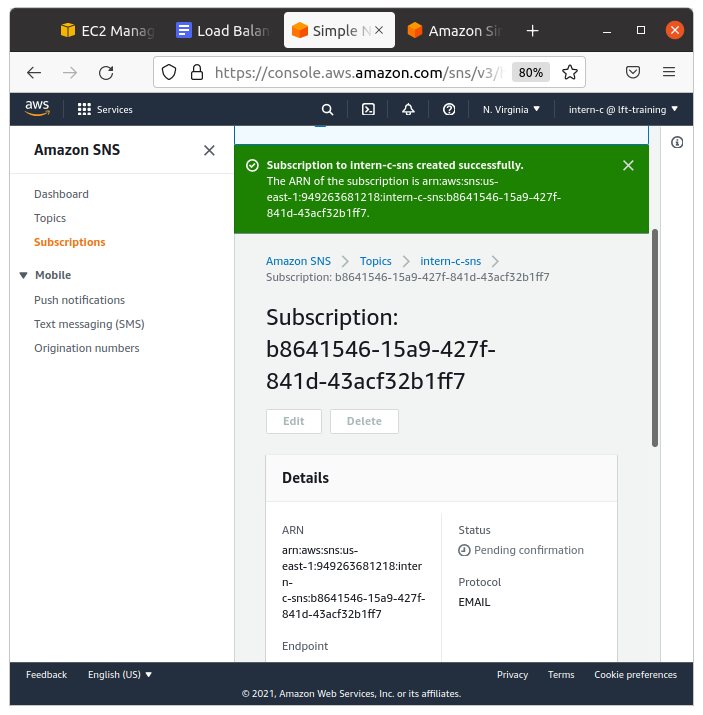 EC2 Manag
Load Balan
Simple N
Amazon Sim
https://console.aws.amazon.com/sns/v3/
80%
aws
Services
N. Virginia
intern-c @ lft-training
Amazon SNS
Dashboard
Topics
Subscriptions
Mobile
Push notifications
Text messaging (SMS)
Origination numbers
Subscription to intern-c-sns created successfully.
The ARN of the subscription is arn:aws:sns:us-
east-1:949263681218:intern-c-sns:b8641546-15a9-427f-
841d-43acf32b1ff7.
Amazon SNS
Topics
intern-c-sns
Subscription: b8641546-15a9-427f-841d-43acf32b1ff7
Subscription:
b8641546-15a9-427f-
841d-43acf32b1ff7
Edit
Delete
Details
ARN
arn:aws:sns:us-
east-1:949263681218:inter
n-
c-sns:b8641546-15a9-427f-
841d-43acf32b1ff7
Endpoint
Status
Pending confirmation
Protocol
EMAIL
Feedback
English (US)
Privacy
Terms
Cookie preferences
© 2021, Amazon Web Services, Inc. or its affiliates.